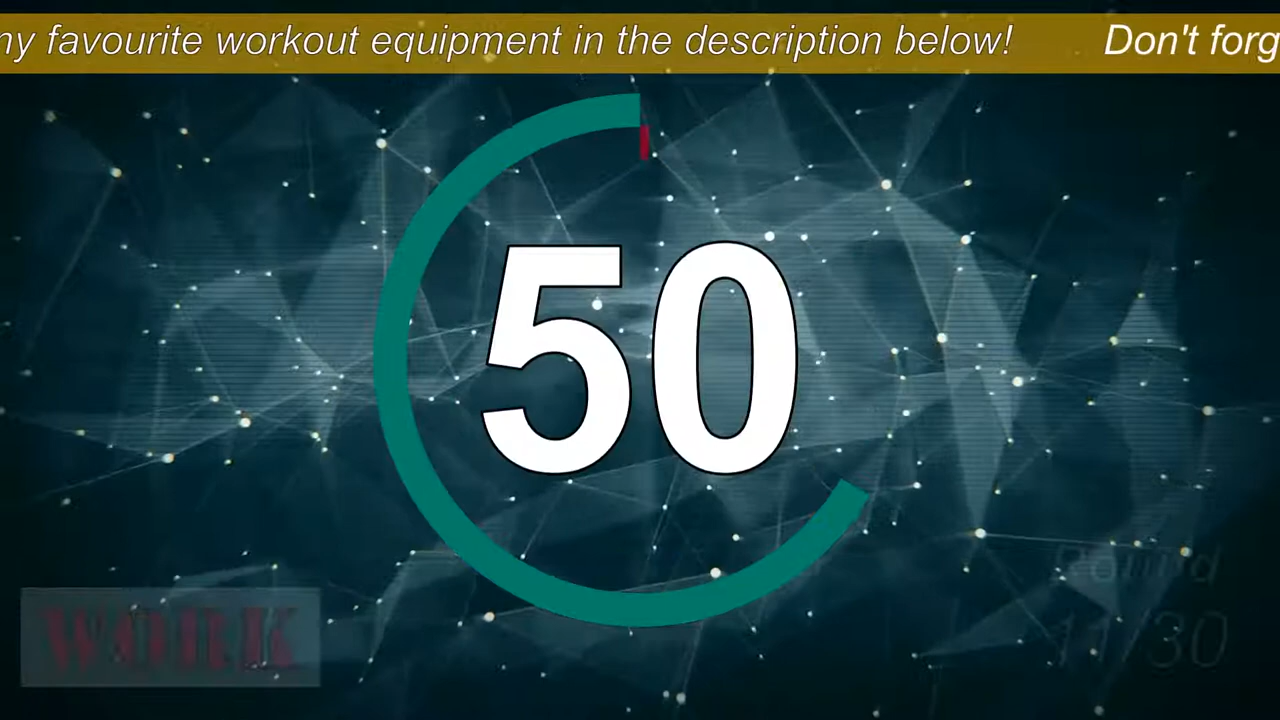 ny favourite workout equipment in the description below! Don't forg
50
WORK
Round
11/30